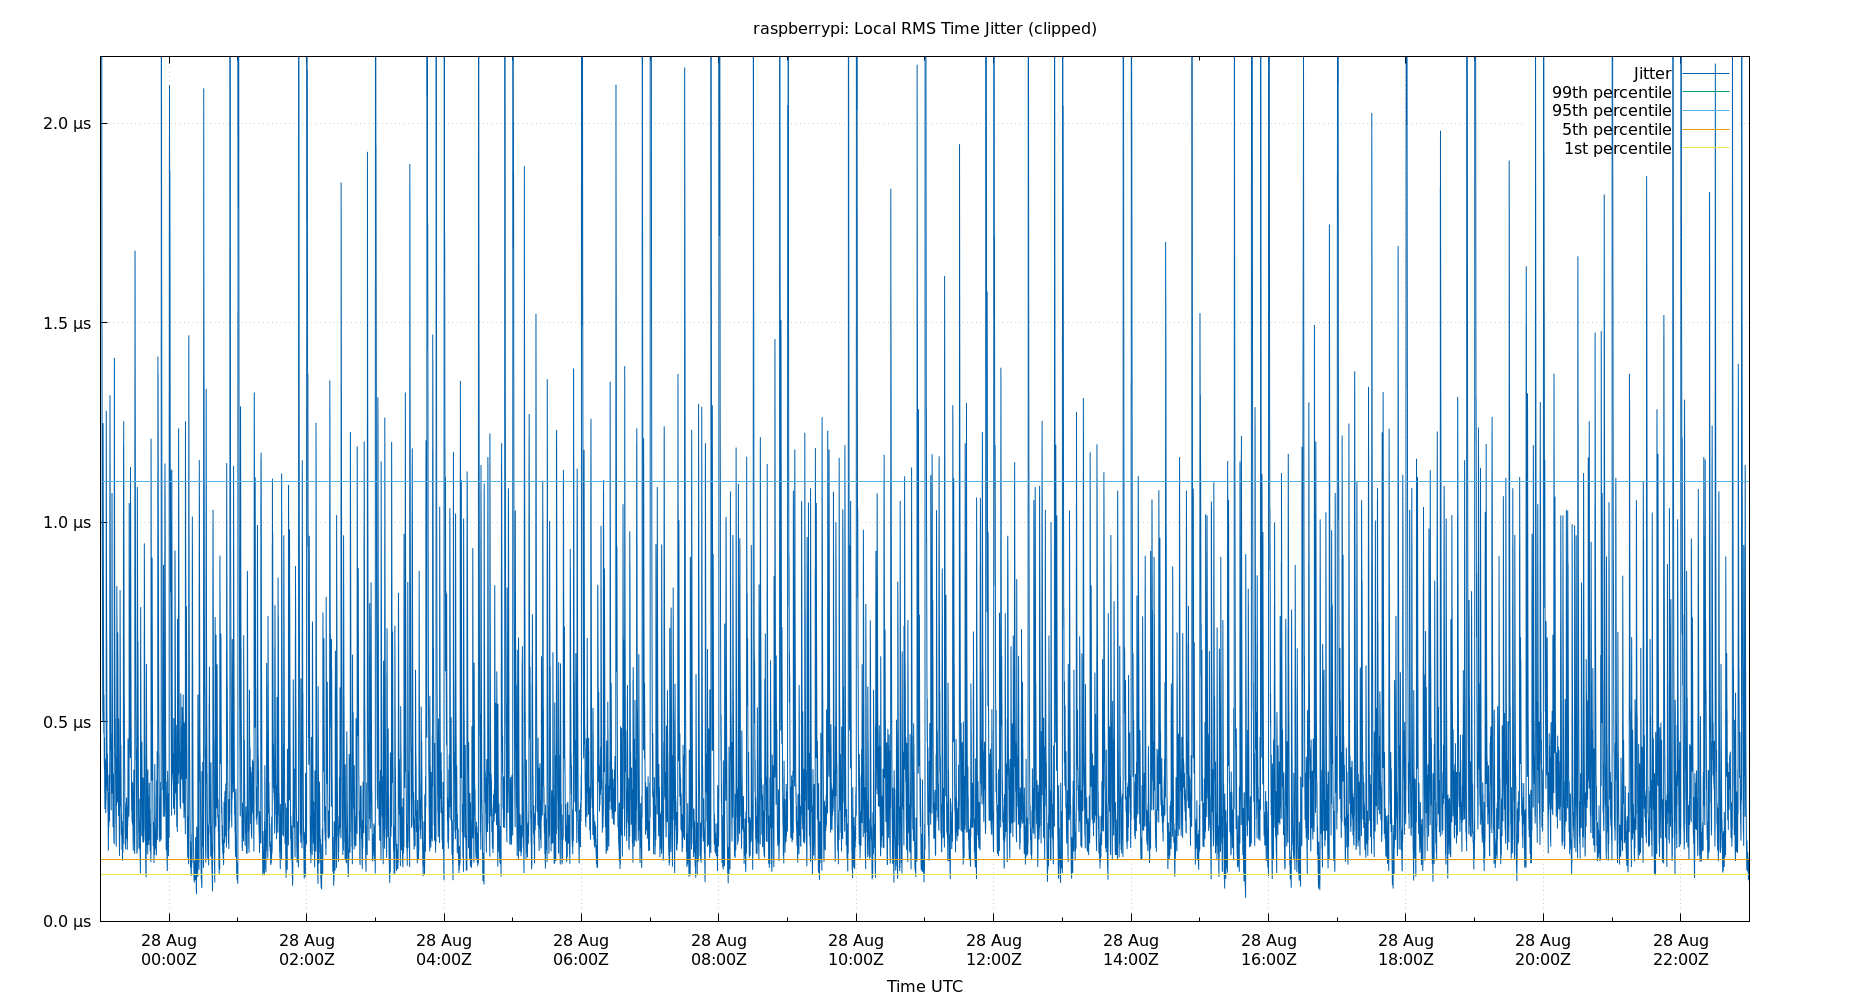 raspberrypi: Local RMS Time Jitter (clipped)
Jitter
99th percentile
95th percentile
5th percentile
1st percentile
2.0 μs
1.5 μs
1.0 μs
0.5 μs
0.0 μs
28 Aug 28 Aug 28 Aug 28 Aug 28 Aug 28 Aug 28 Aug 28 Aug 28 Aug 28 Aug 28 Aug 28 Aug
00:00Z 02:00Z 04:00Z 06:00Z 08:00Z 10:00Z 12:00Z 14:00Z 16:00Z 18:00Z 20:00Z 22:00Z
Time UTC